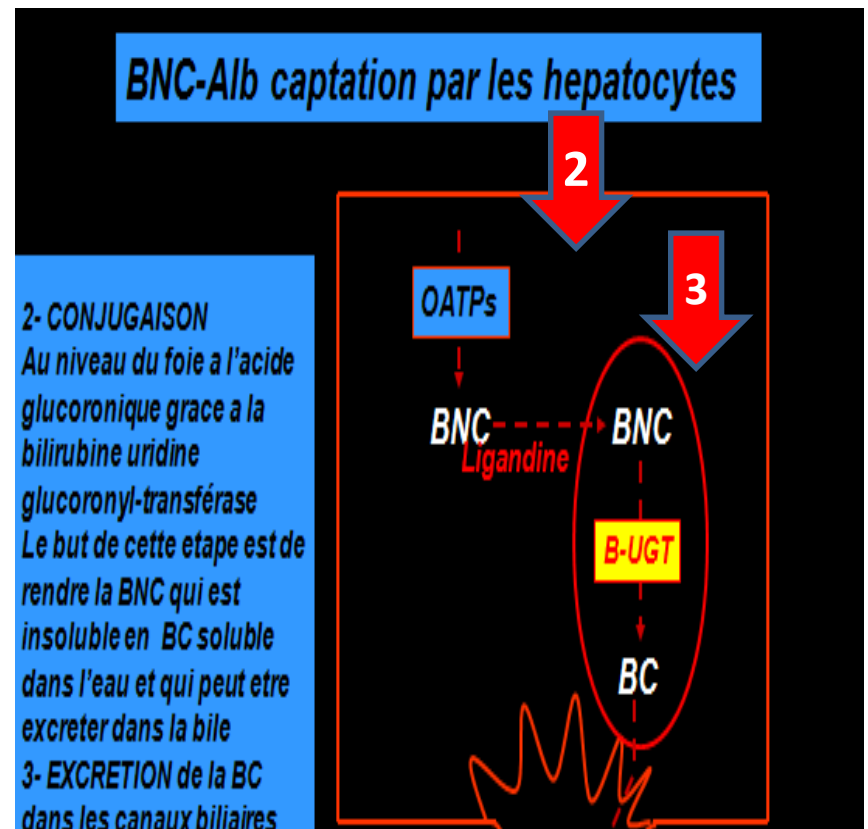 BNC-Alb captation par les hepatocytes
2
3
OATPs
BNC
BNC
Ligandine
B-UGT
BC
2- CONJUGAISON
Au niveau du foie a l'acide
glucoronique grace a la
bilirubine uridine
glucoronyl-transférase
Le but de cette etape est de
rendre la BNC qui est
insoluble en BC soluble
dans l'eau et qui peut etre
excreter dans la bile
3- EXCRETION de la BC
dans les canaux biliaires